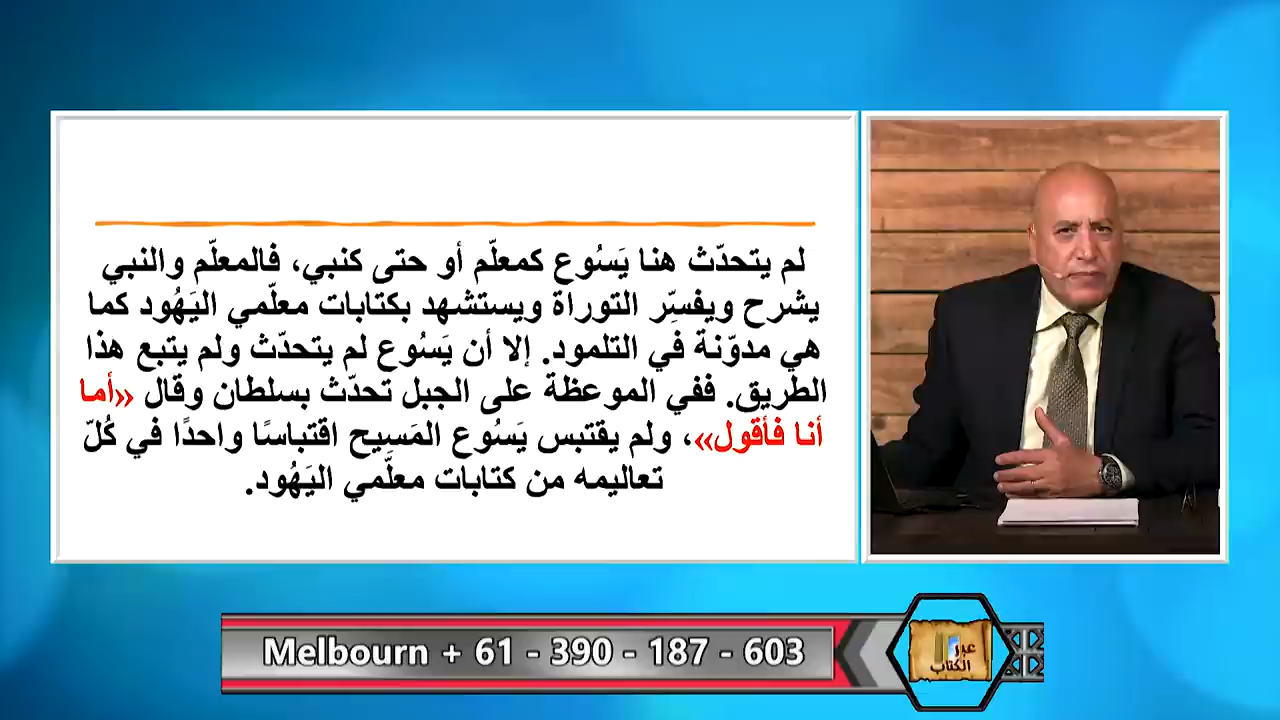 لم يتحدّث هنا يَسُوع كمعلّم أو حتى كنبي، فالمعلّم والنبي
يشرح ويفسِّر التوراة ويستشهد بكتابات معلّمي اليَهُود كما
هي مدوّنة في التلمود. إلا أن يَسُوع لم يتحدّث ولم يتبع هذا
الطريق. ففي الموعظة على الجبل تحدّث بسلطان وقال «أما
أنا فأقول»، ولم يقتبس يَسُوع المَسِيح اقتباسًا واحدًا في كُلّ
تعاليمه من كتابات معلَّمي اليَهُود.
Melbourn + 61 - 390 - 187 - 603
عبر
الكتاب